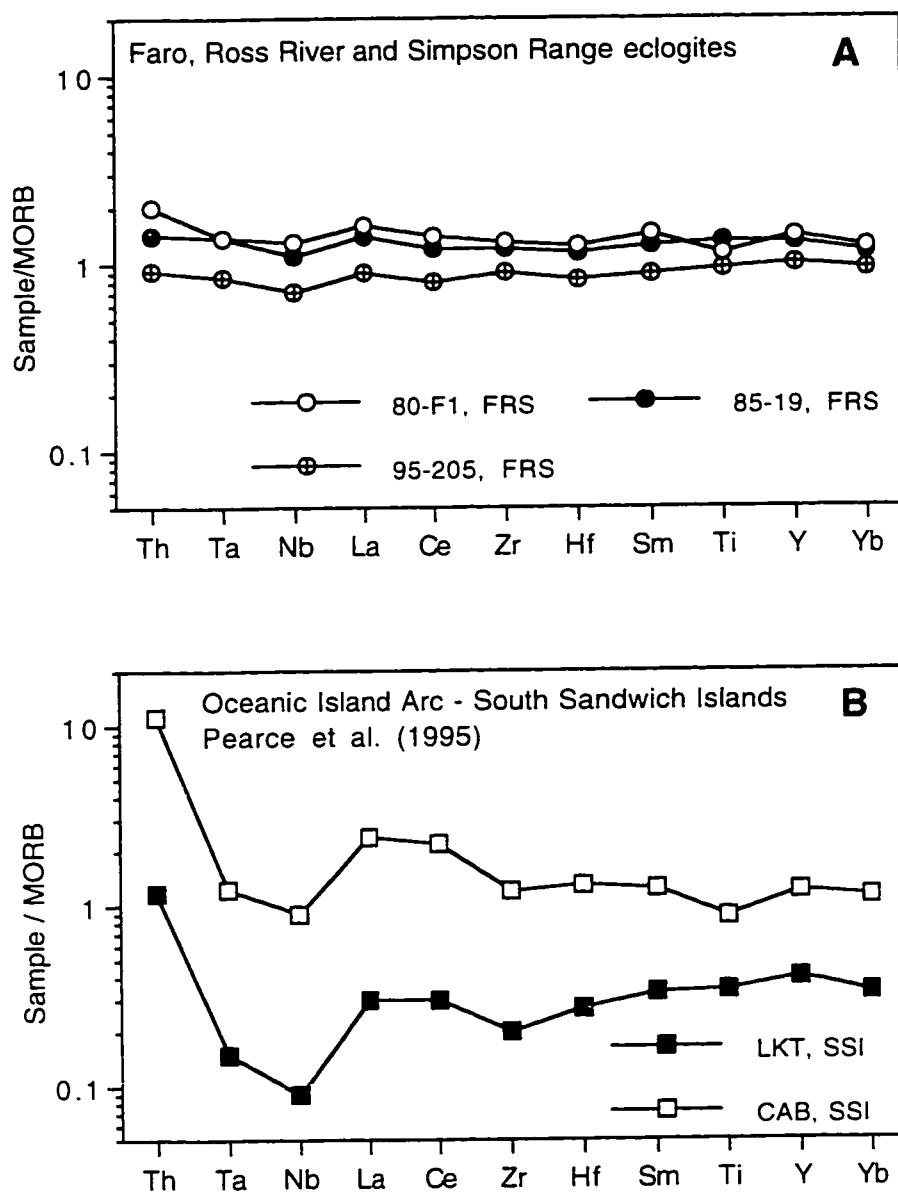 Faro, Ross River and Simpson Range eclogites
A
10
1
0.1
Sample/MORB
80-F1, FRS
85-19, FRS
95-205, FRS
Th Ta Nb La Ce Zr Hf Sm Ti Y Yb
Oceanic Island Arc - South Sandwich Islands
B
Pearce et al. (1995)
10
1
0.1
Sample / MORB
LKT, SSI
CAB, SSI
Th Ta Nb La Ce Zr Hf Sm Ti Y Yb